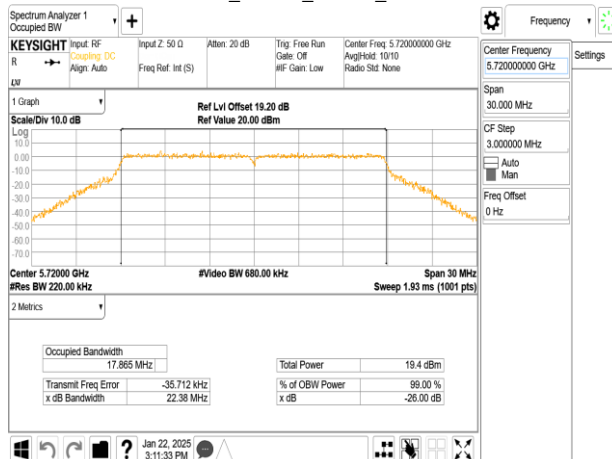 Spectrum Analyzer 1
Occupied BW
Frequency
KEYSIGHT Input: RF Input Z: 50 Ω Atten: 20 dB Trig: Free Run Center Freq: 5.720000000 GHz
R Coupling: DC Gate: Off Avg|Hold: 10/10
Align: Auto Freq Ref: Int (S) #IF Gain: Low Radio Std: None
Center Frequency
5.720000000 GHz
Settings
Span
30.000 MHz
CF Step
3.000000 MHz
Auto
Man
Freq Offset
0 Hz
1 Graph
Ref Lvl Offset 19.20 dB
Scale/Div 10.0 dB Ref Value 20.00 dBm
Log
10.0
0.00
-10.0
-20.0
-30.0
-40.0
-50.0
-60.0
-70.0
Center 5.72000 GHz #Video BW 680.00 kHz Span 30 MHz
#Res BW 220.00 kHz Sweep 1.93 ms (1001 pts)
2 Metrics
Occupied Bandwidth
17.865 MHz Total Power 19.4 dBm
Transmit Freq Error -35.712 kHz % of OBW Power 99.00 %
x dB Bandwidth 22.38 MHz x dB -26.00 dB
? Jan 22, 2025
3:11:33 PM